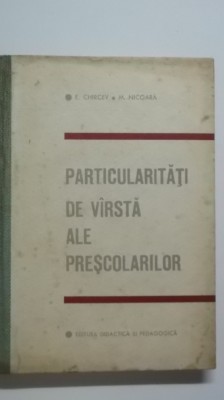 E. CHIRCEV • M. NICOARĂ
PARTICULARITĂȚI
DE VÎRSTĂ
ALE
PREȘCOLARILOR
EDITURA DIDACTICĂ ȘI PEDAGOGICĂ